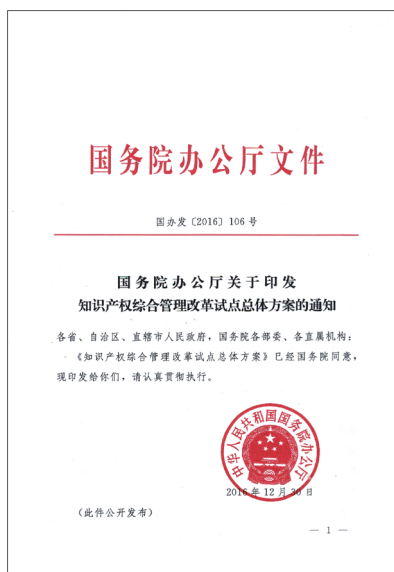 国务院办公厅文件
国办发〔2016〕106号
国务院办公厅关于印发
知识产权综合管理改革试点总体方案的通知
各省、自治区、直辖市人民政府，国务院各部委、各直属机构：
《知识产权综合管理改革试点总体方案》已经国务院同意，
现印发给你们，请认真贯彻执行。
中华人民共和国国务院办公厅
2016年12月30日
（此件公开发布）
— 1 —